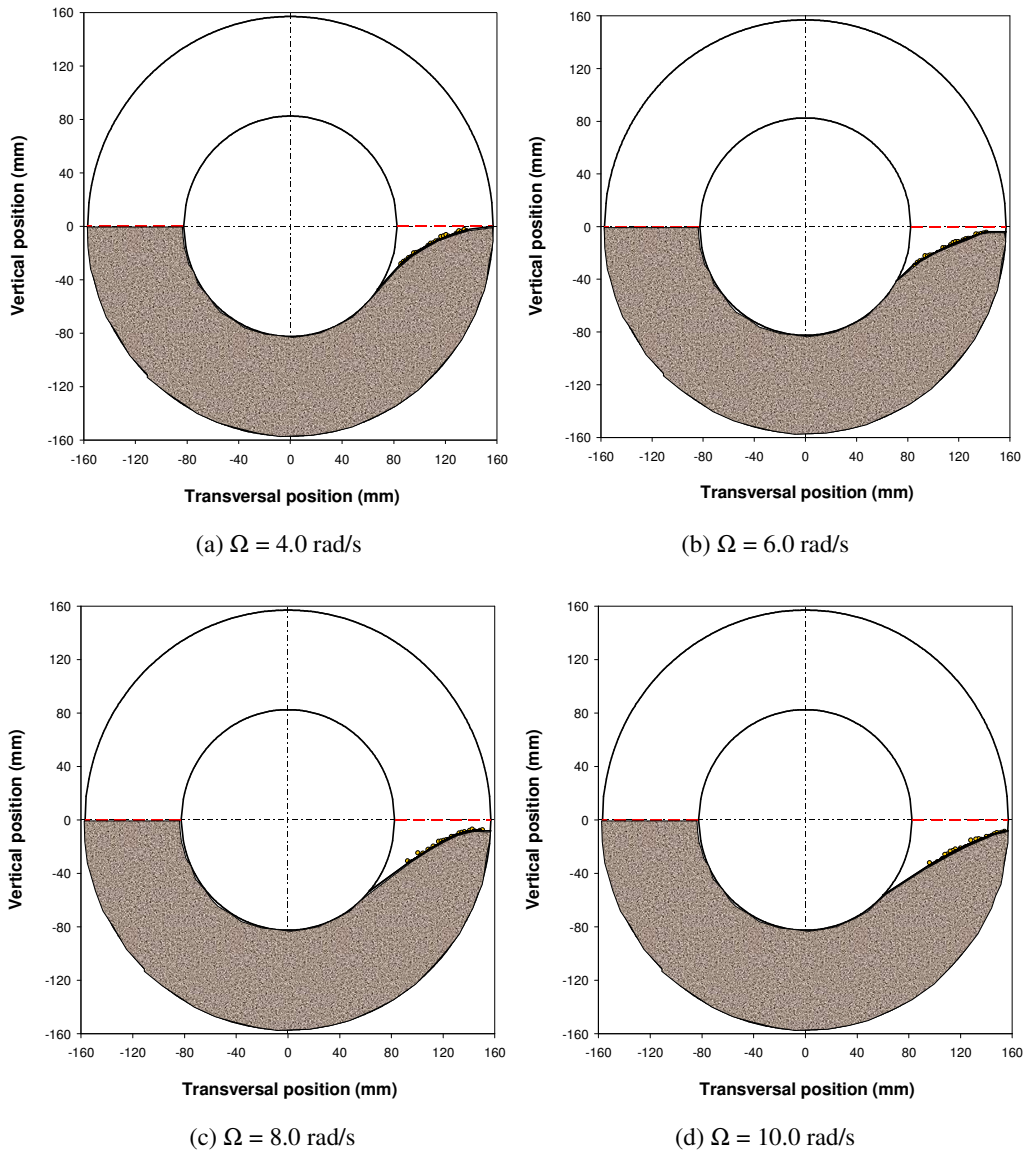 160
120
80
40
0
-40
-80
-120
-160
Vertical position (mm)
-160 -120 -80 -40 0 40 80 120 160
Transversal position (mm)
(a) Ω = 4.0 rad/s
160
120
80
40
0
-40
-80
-120
-160
Vertical position (mm)
-160 -120 -80 -40 0 40 80 120 160
Transversal position (mm)
(b) Ω = 6.0 rad/s
160
120
80
40
0
-40
-80
-120
-160
Vertical position (mm)
-160 -120 -80 -40 0 40 80 120 160
Transversal position (mm)
(c) Ω = 8.0 rad/s
160
120
80
40
0
-40
-80
-120
-160
Vertical position (mm)
-160 -120 -80 -40 0 40 80 120 160
Transversal position (mm)
(d) Ω = 10.0 rad/s